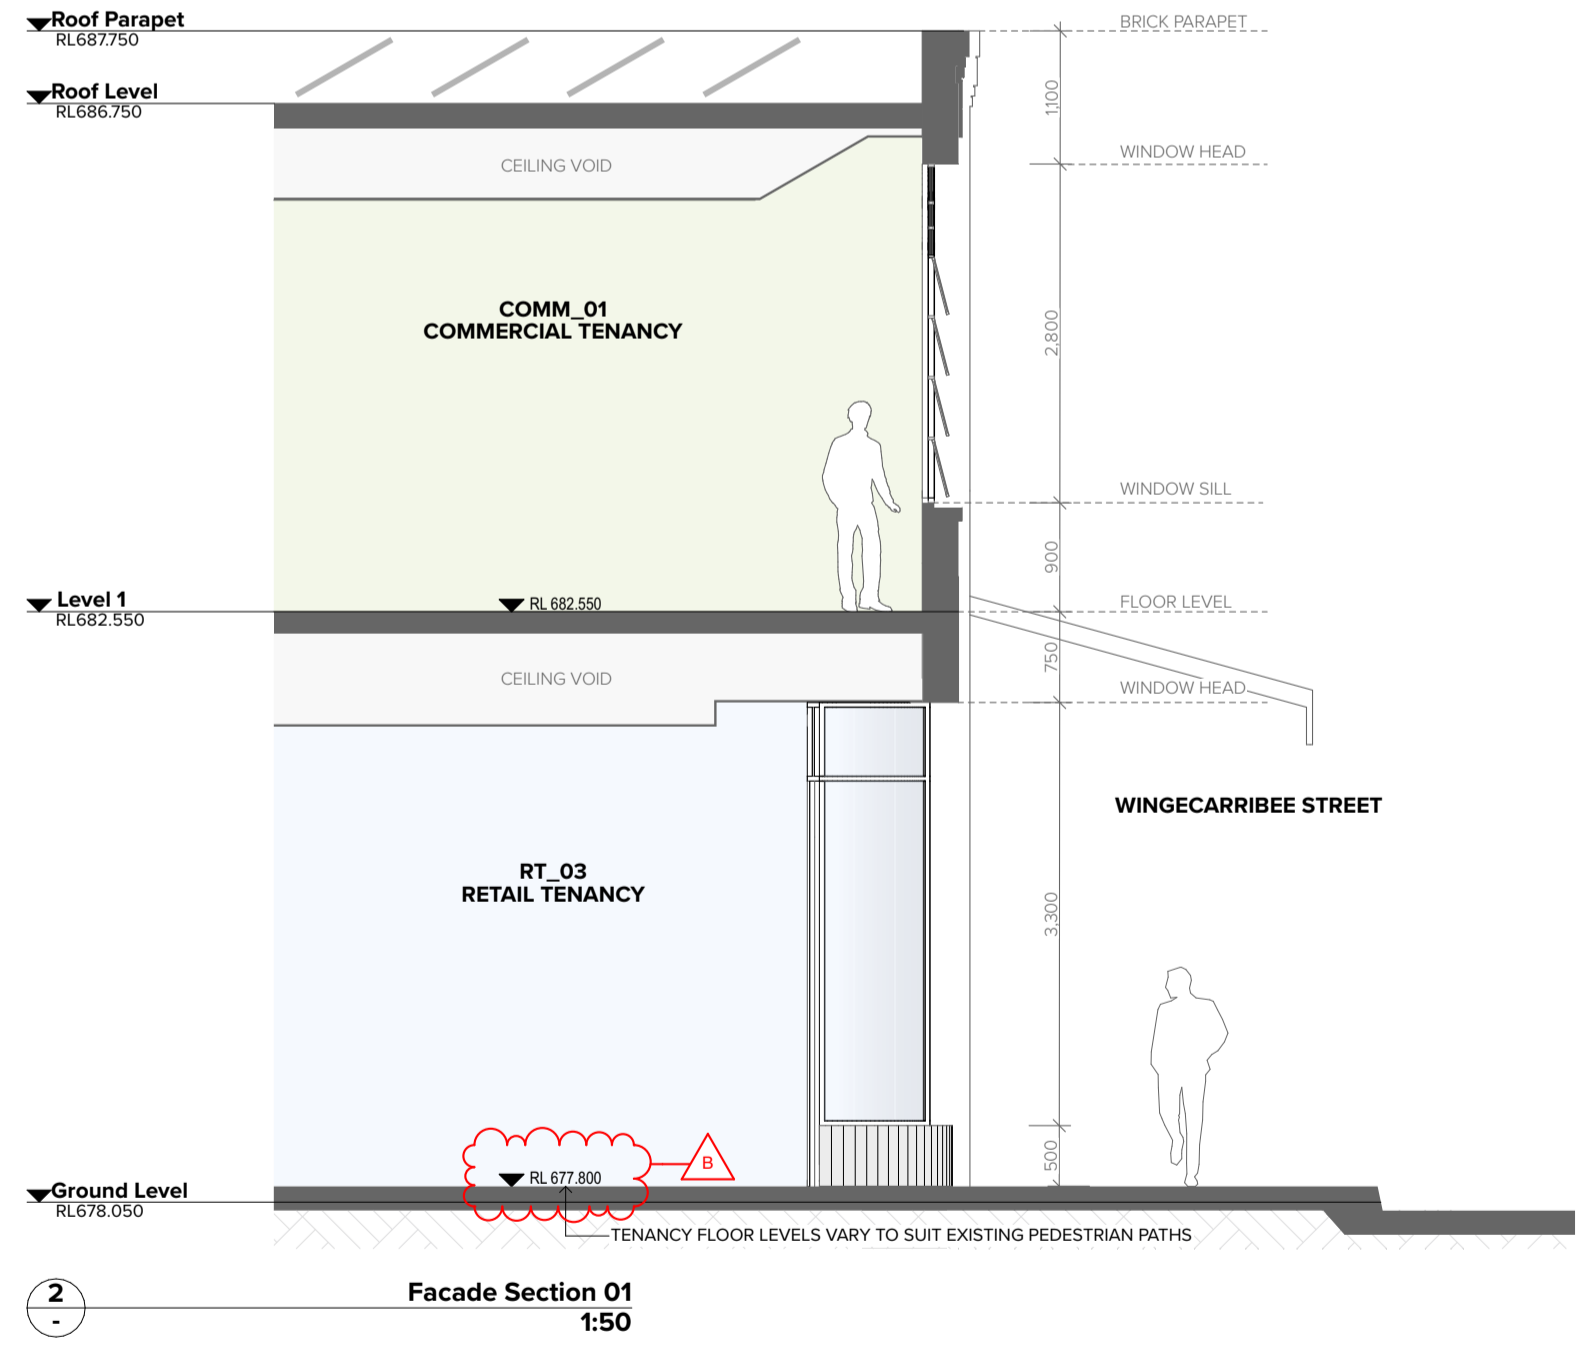 Roof Parapet
RL687.750
BRICK PARAPET
Roof Level
RL686.750
1,100
WINDOW HEAD
CEILING VOID
COMM_01
COMMERCIAL TENANCY
2,800
WINDOW SILL
900
Level 1
RL682.550
RL 682.550
FLOOR LEVEL
750
CEILING VOID
WINDOW HEAD
WINGECARRIBEE STREET
RT_03
RETAIL TENANCY
3,300
500
B
RL 677.800
Ground Level
RL678.050
TENANCY FLOOR LEVELS VARY TO SUIT EXISTING PEDESTRIAN PATHS
2
-
Facade Section 01
1:50